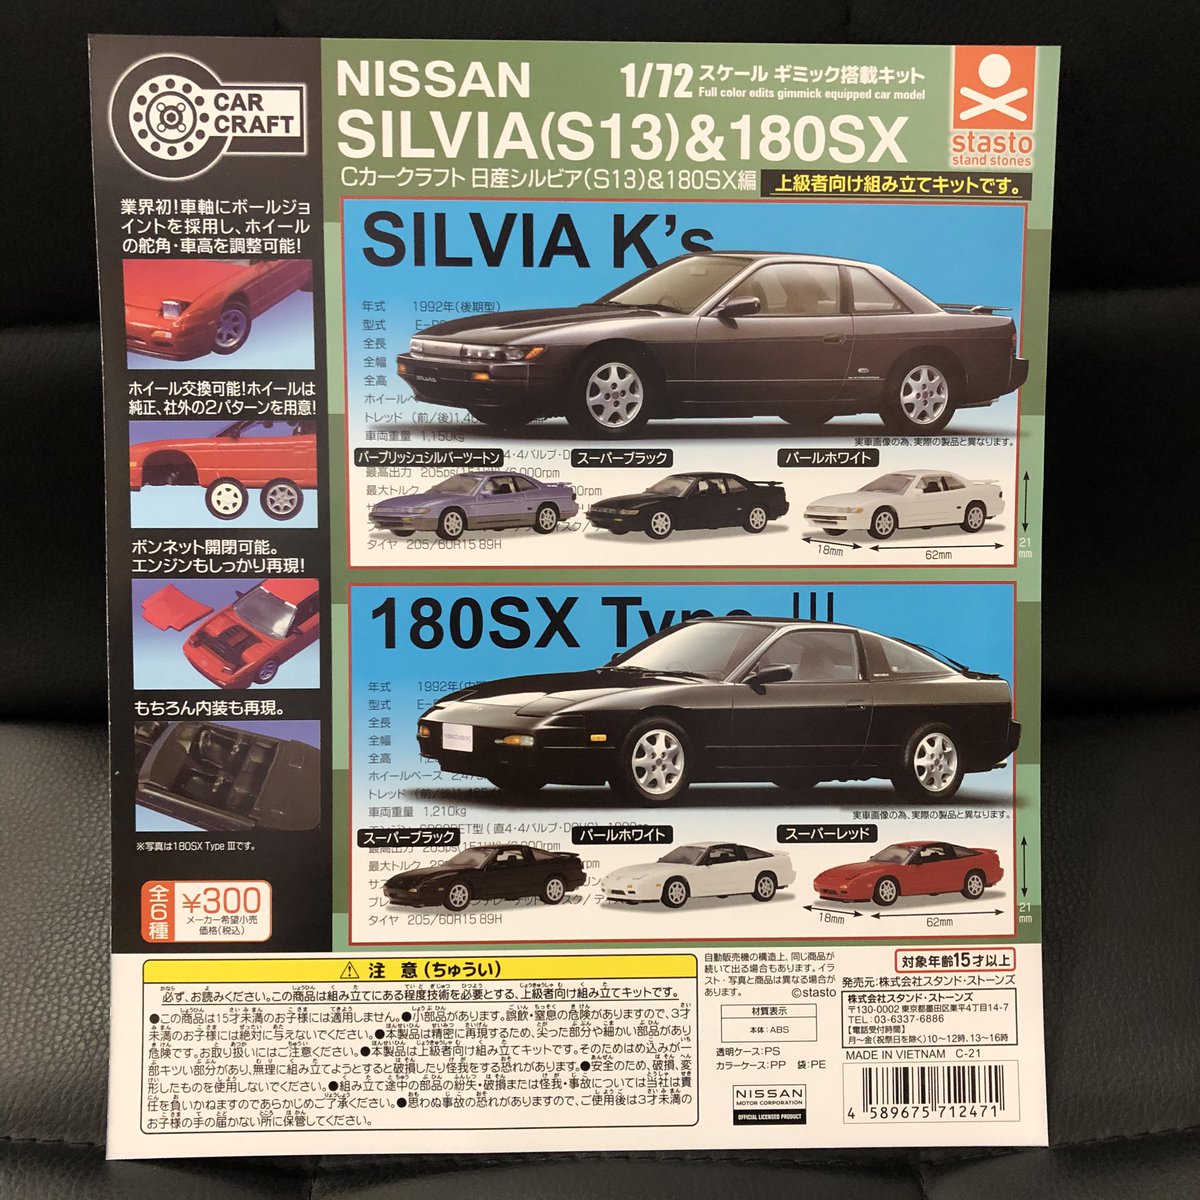 CAR
CRAFT
NISSAN
1/72 スケール ギミック搭載キット
Full color edits gimmick equipped car model
SILVIA(S13)&180SX
Cカークラフト 日産シルビア(S13)&180SX編
上級者向け組み立てキットです。
stasto
stand stones
業界初!車軸にボールジョ
イントを採用し、ホイール
の舵角・車高を調整可能!
ホイール交換可能!ホイールは
純正、社外の2パターンを用意!
ボンネット開閉可能。
エンジンもしっかり再現!
もちろん内装も再現。
※写真は180SX Type Ⅲです。
全6種
¥300
メーカー希望小売
価格(税込)
SILVIA K's
年式 1992年(後期型)
型式
全長
全幅
全高
トレッド (前/後)
車両重量 1,150kg
実車画像の為、実際の製品と異なります。
パープリッシュシルバーツートン
スーパーブラック
パールホワイト
最高出力 205ps
最大トルク
タイヤ 205/60R15 89H
18mm
62mm
21
mm
180SX Type III
年式 1992年
型式
全長
全幅
全高
ホイールベース
トレッド
車両重量 1,210kg
実車画像の為、実際の製品と異なります。
スーパーブラック
パールホワイト
スーパーレッド
最大トルク
タイヤ 205/60R15 89H
18mm
62mm
21
mm
180SX
注意(ちゅうい)
必ず、お読みください。この商品は組み立てにある程度技術を必要とする、上級者向け組み立てキットです。
●この商品は15才未満のお子様には適用しません。●小部品があります。誤飲・窒息の危険がありますので、3才
未満のお子様には絶対に与えないでください。●本製品は精密に再現するため、尖った部分や細かい部品があり
危険です。お取り扱いにはご注意ください。●本製品は上級者向け組み立てキットです。そのためはめ込みが一
部キツい部分があり、無理に組み立てようとすると破損したり怪我をする恐れがあります。●安全のため、破損、変
形したものを使用しないでください。●組み立て途中の部品の紛失・破損または怪我・事故については当社は責
任を負いかねますのであらかじめご了承ください。●思わぬ事故の恐れがありますので、ご使用後は3才未満の
お子様の手の届かない所に保管してください。
自動販売機の構造上、同じ商品が
続いて出る場合もあります。イラ
スト・写真と商品は異なる場合が
あります。
©stasto
材質表示
本体:ABS
透明ケース:PS
カラーケース:PP 袋:PE
NISSAN
MOTOR CORPORATION
OFFICIAL LICENSED PRODUCT
対象年齢15才以上
発売元:株式会社スタンド・ストーンズ
株式会社スタンド・ストーンズ
〒130-0002 東京都墨田区業平4丁目14-7
TEL:03-6337-6886
[電話受付時間]
月〜金(祝祭日を除く)10〜12時、13〜16時
MADE IN VIETNAM C-21
4 589675 712471